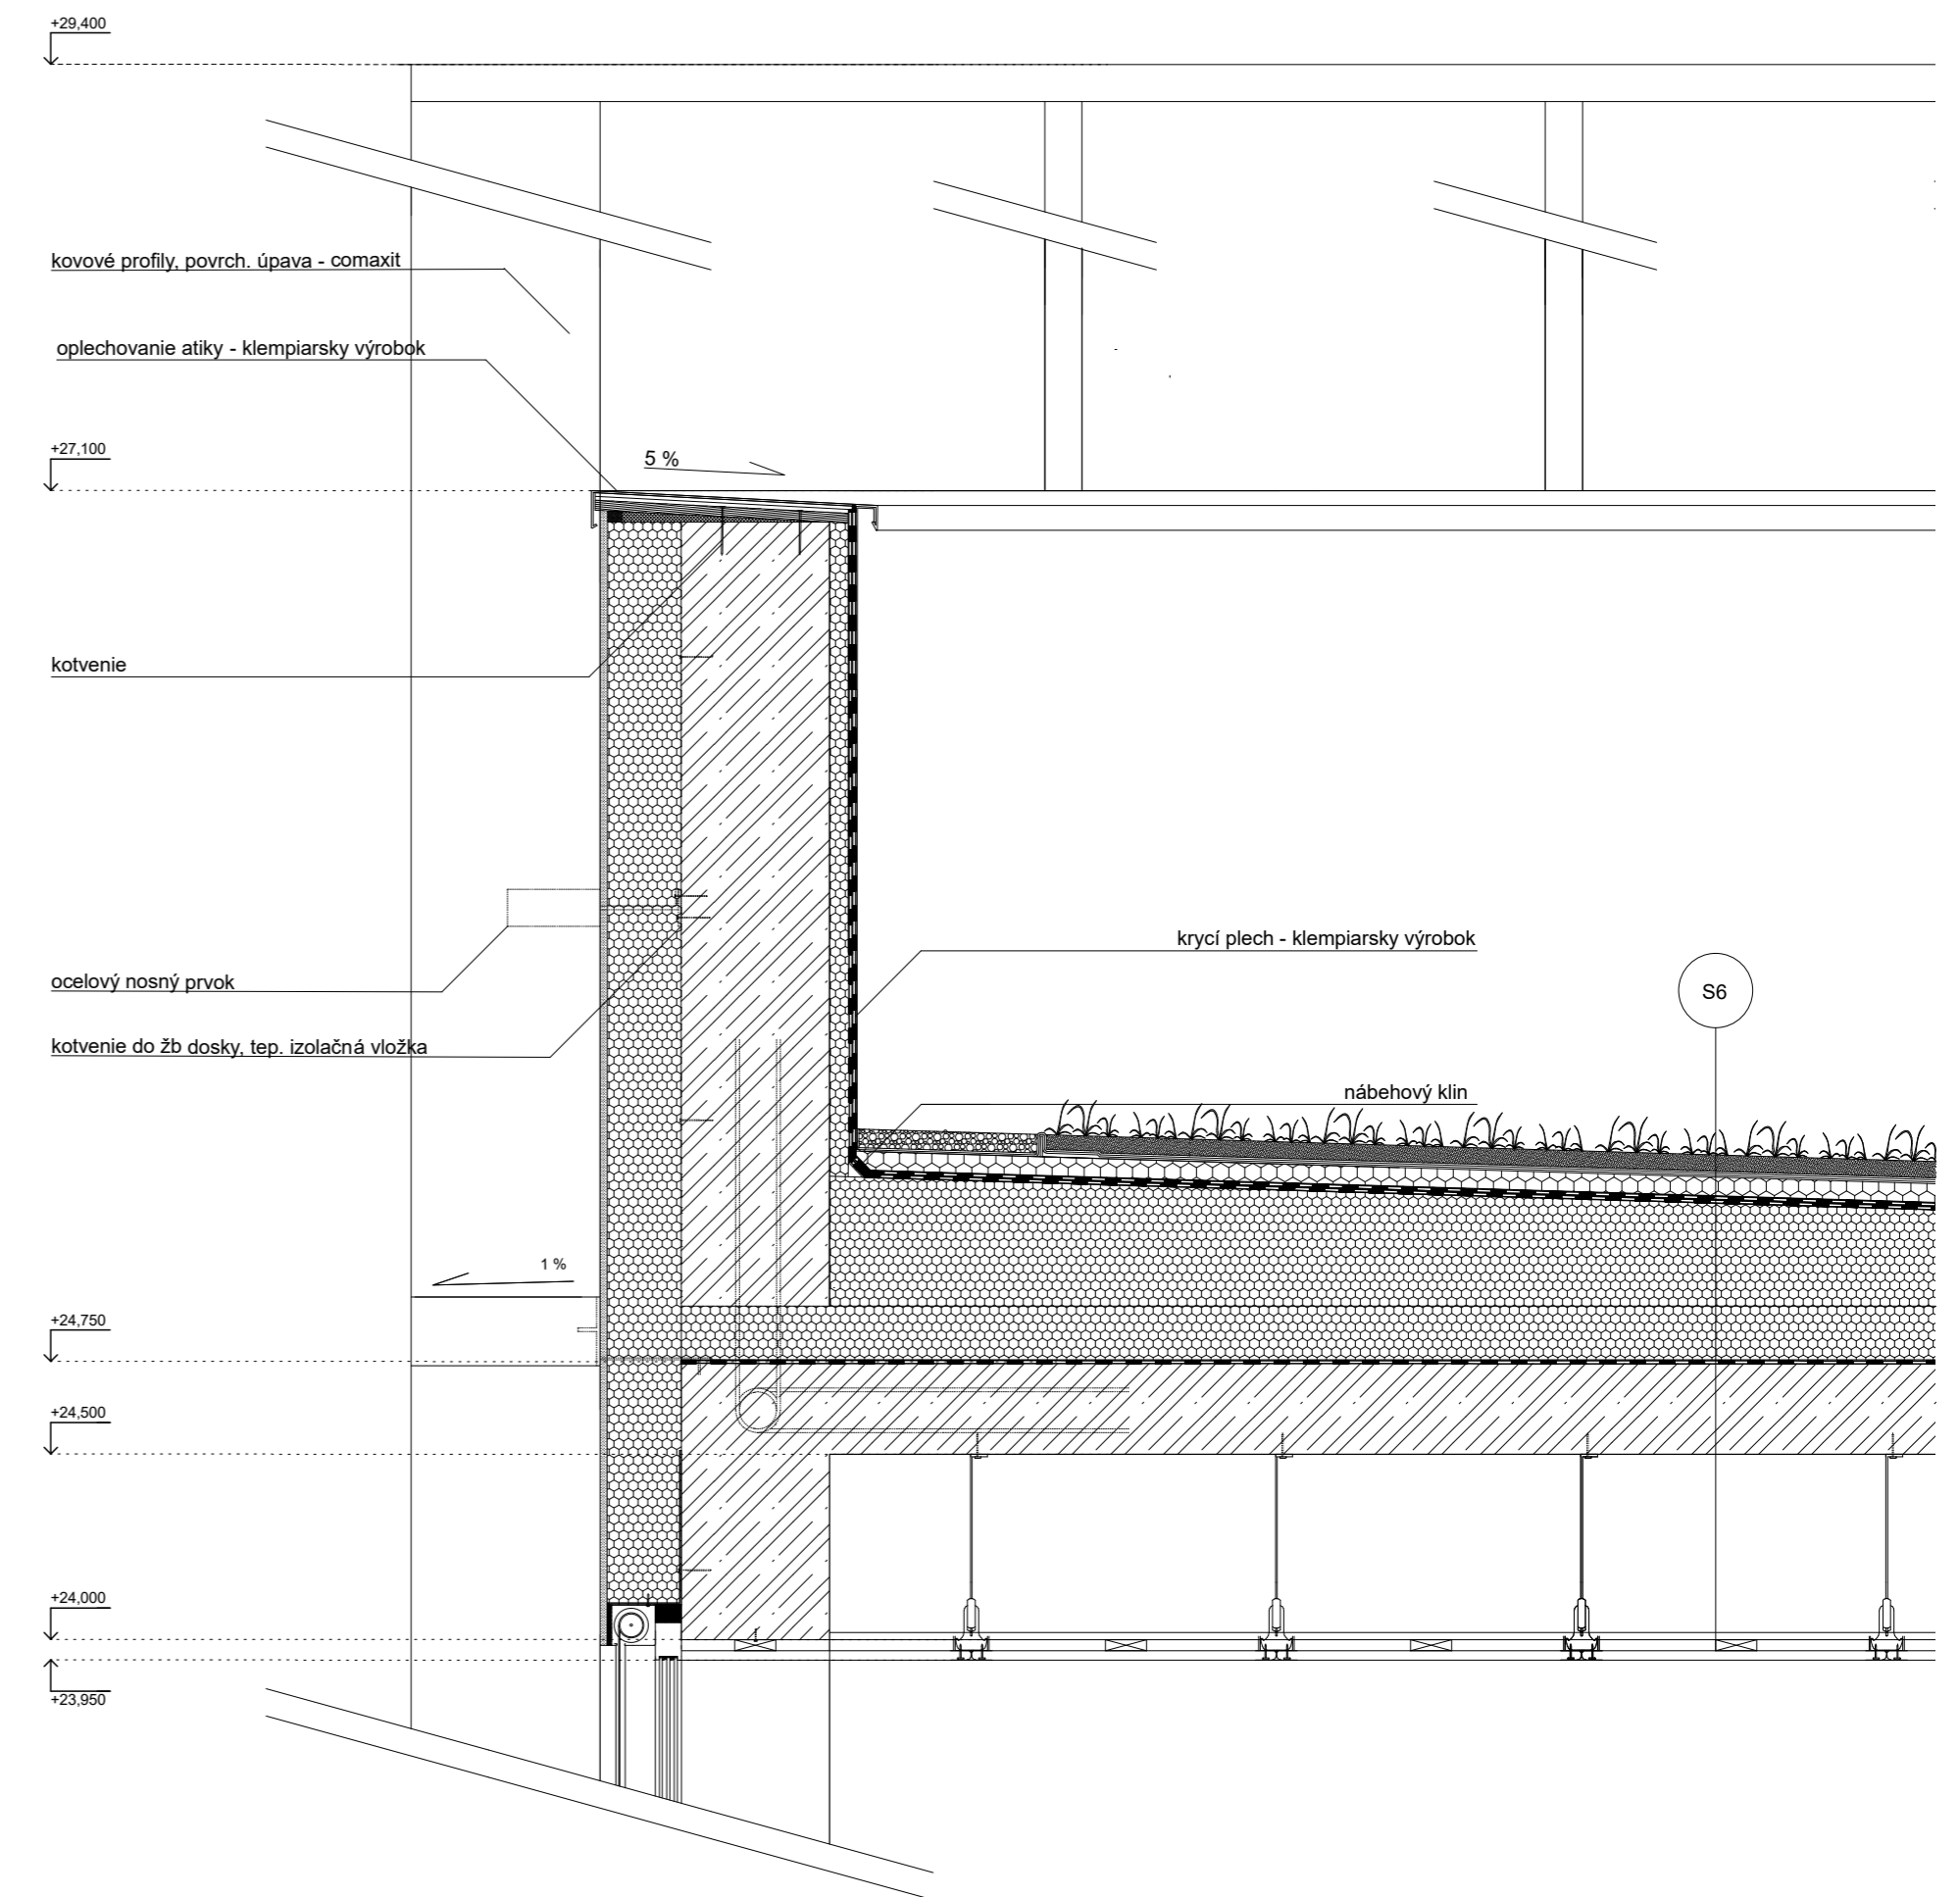 +29,400
kovové profily, povrch. úpava - comaxit
oplechovanie atiky - klempiarsky výrobok
+27,100
5 %
kotvenie
krycí plech - klempiarsky výrobok
ocelový nosný prvok
S6
kotvenie do žb dosky, tep. izolačná vložka
nábehový klin
1 %
+24,750
+24,500
+24,000
+23,950